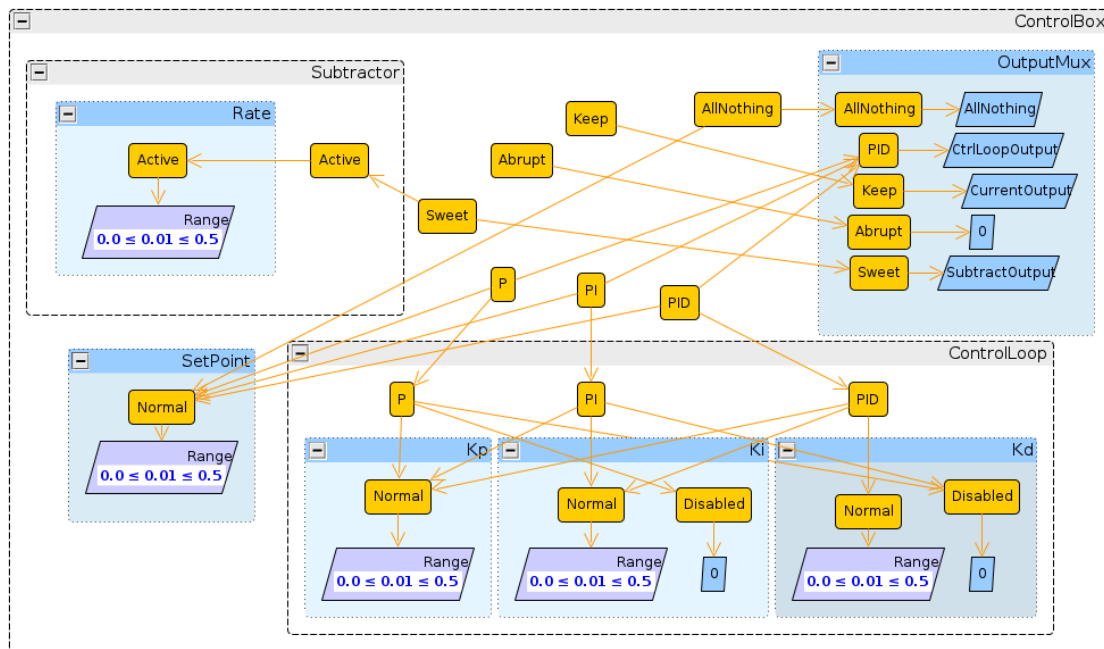 ControlBox
Subtractor
OutputMux
Rate
AllNothing
AllNothing
AllNothing
Keep
PID
CtrlLoopOutput
Active
Active
Abrupt
Keep
CurrentOutput
Range
0.0 ≤ 0.01 ≤ 0.5
Sweet
Abrupt
0
Sweet
SubtractOutput
P
PI
PID
SetPoint
ControlLoop
Normal
P
PI
PID
Range
0.0 ≤ 0.01 ≤ 0.5
Kp
Ki
Kd
Normal
Normal
Disabled
Normal
Disabled
Range
0.0 ≤ 0.01 ≤ 0.5
Range
0.0 ≤ 0.01 ≤ 0.5
0
Range
0.0 ≤ 0.01 ≤ 0.5
0